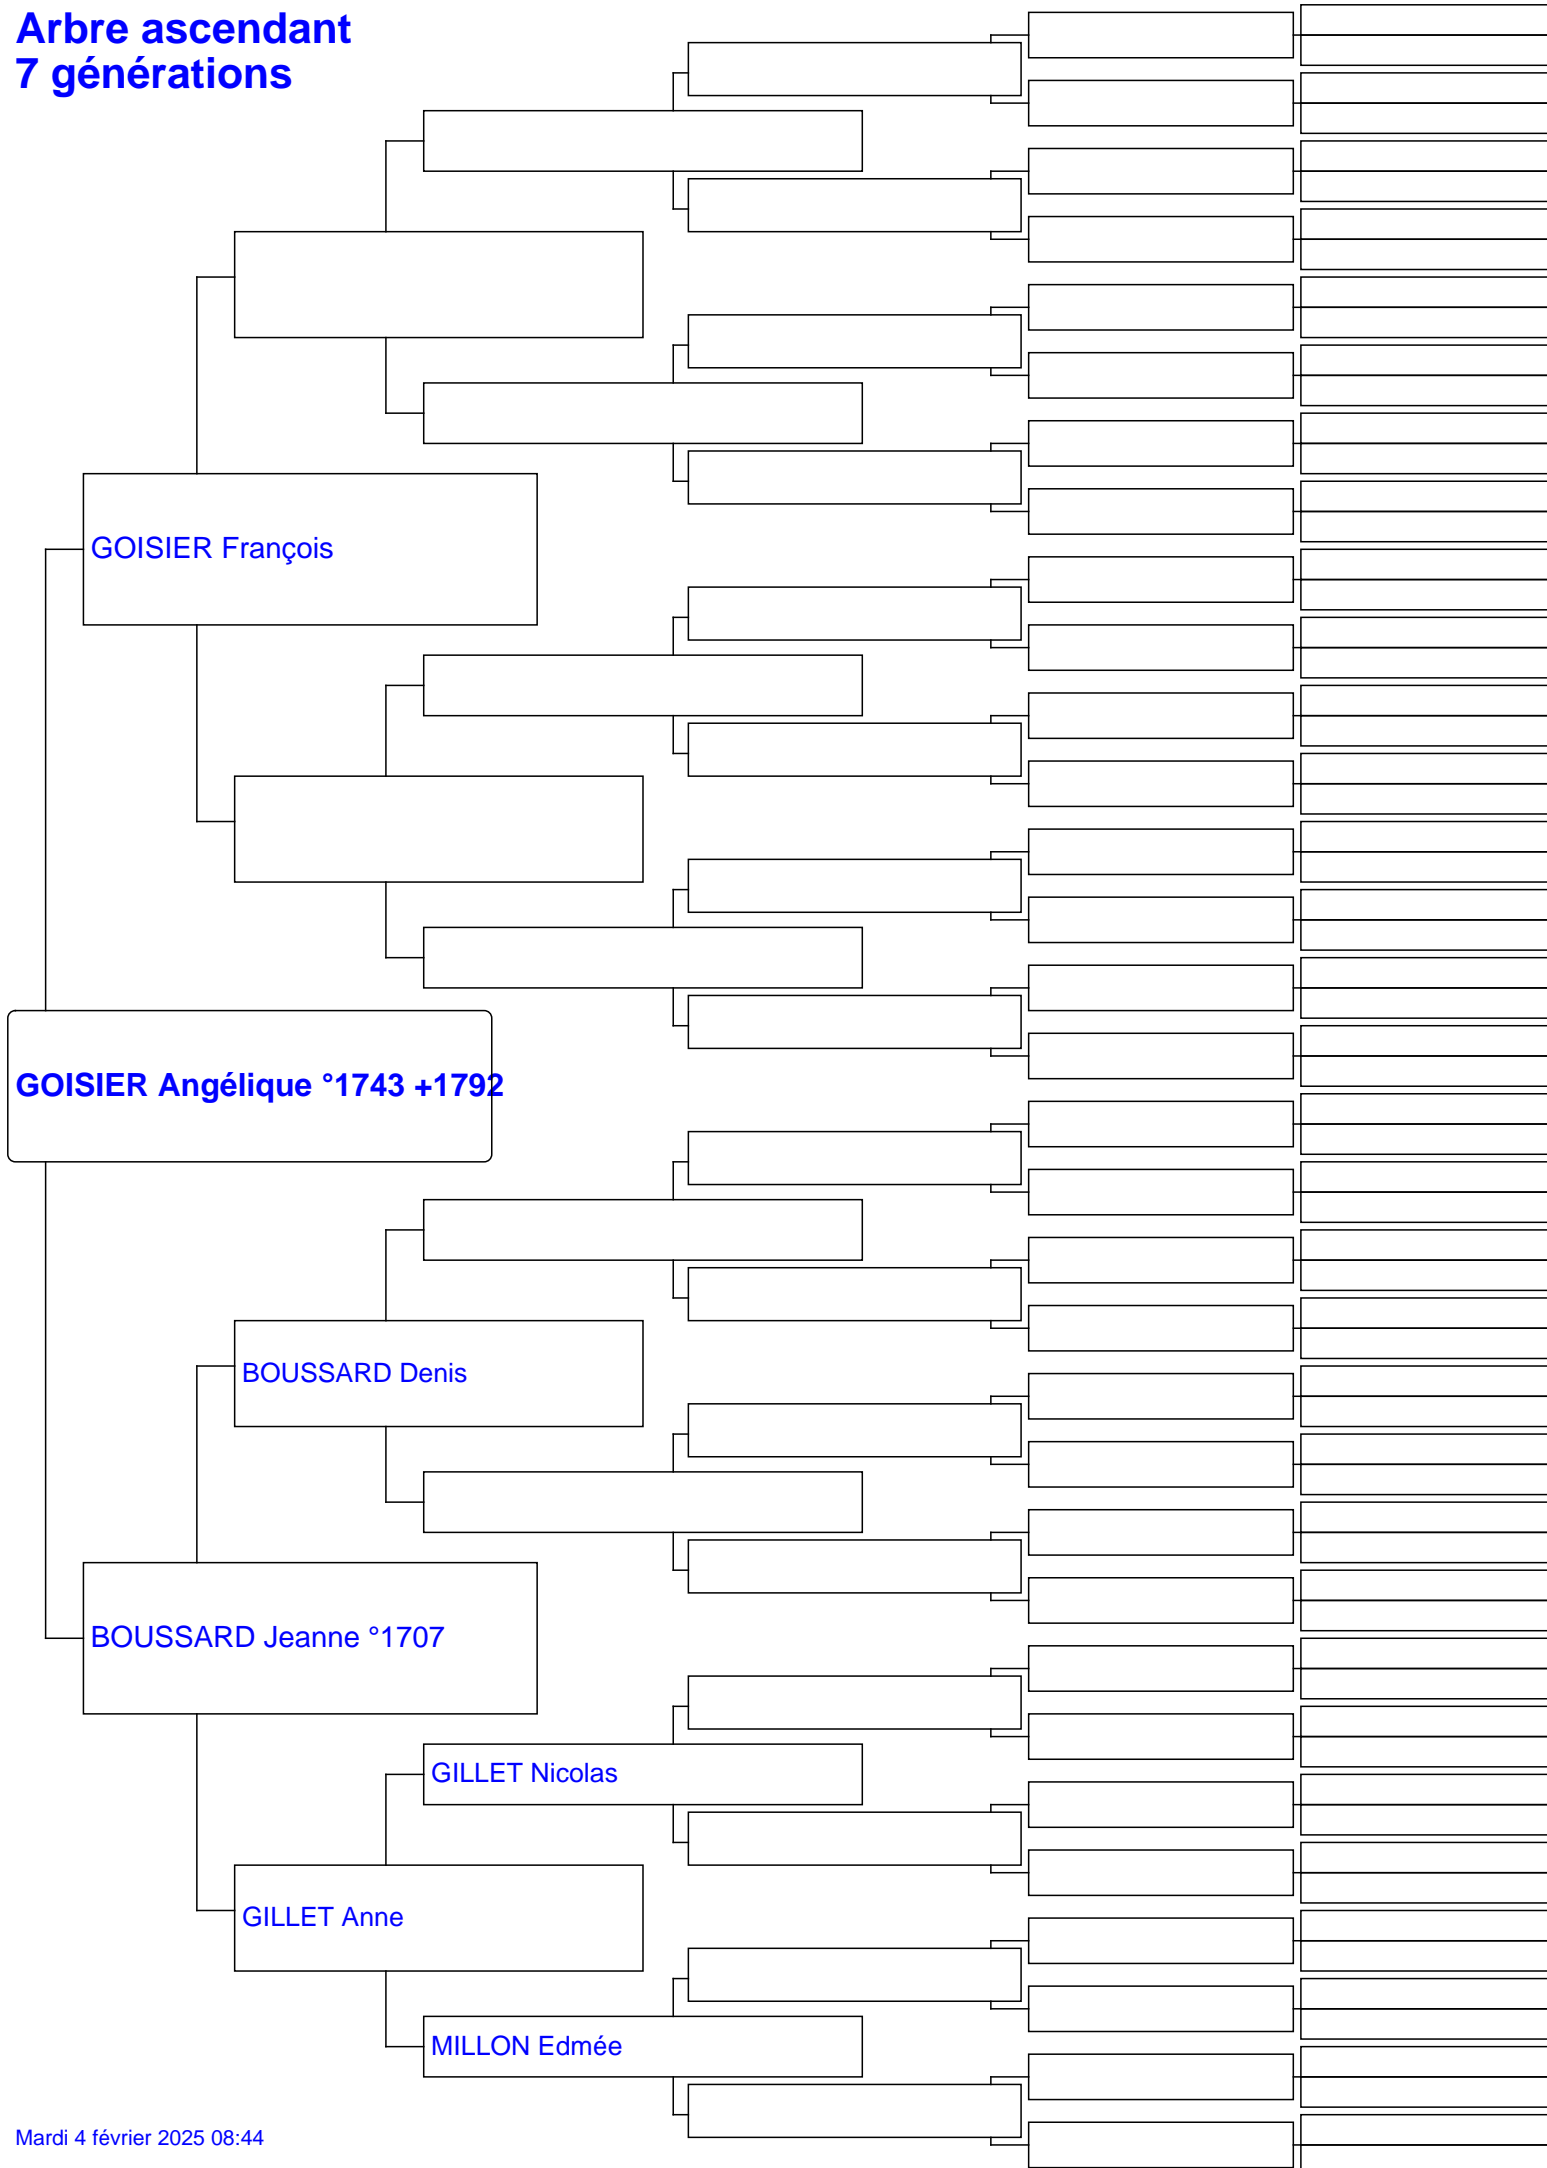 Arbre ascendant
7 générations
GOISIER François
GOISIER Angélique °1743 +1792
BOUSSARD Denis
BOUSSARD Jeanne °1707
GILLET Nicolas
GILLET Anne
MILLON Edmée
Mardi 4 février 2025 08:44